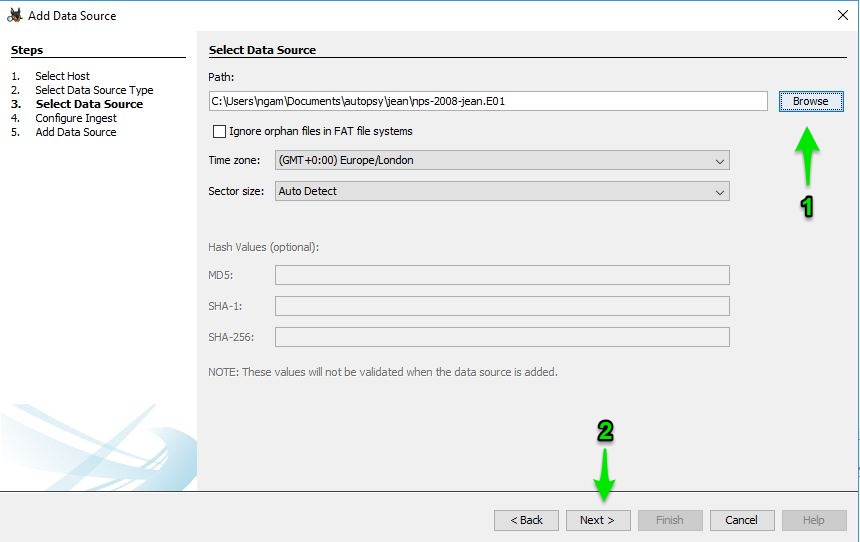 Add Data Source
Steps
1. Select Host
2. Select Data Source Type
3. Select Data Source
4. Configure Ingest
5. Add Data Source
Select Data Source
Path:
C:\Users\ngam\Documents\autopsy\jean\nps-2008-jean.E01
Browse
Ignore orphan files in FAT file systems
Time zone: (GMT+0:00) Europe/London
Sector size: Auto Detect
1
Hash Values (optional):
MD5:
SHA-1:
SHA-256:
NOTE: These values will not be validated when the data source is added.
2
< Back Next > Finish Cancel Help